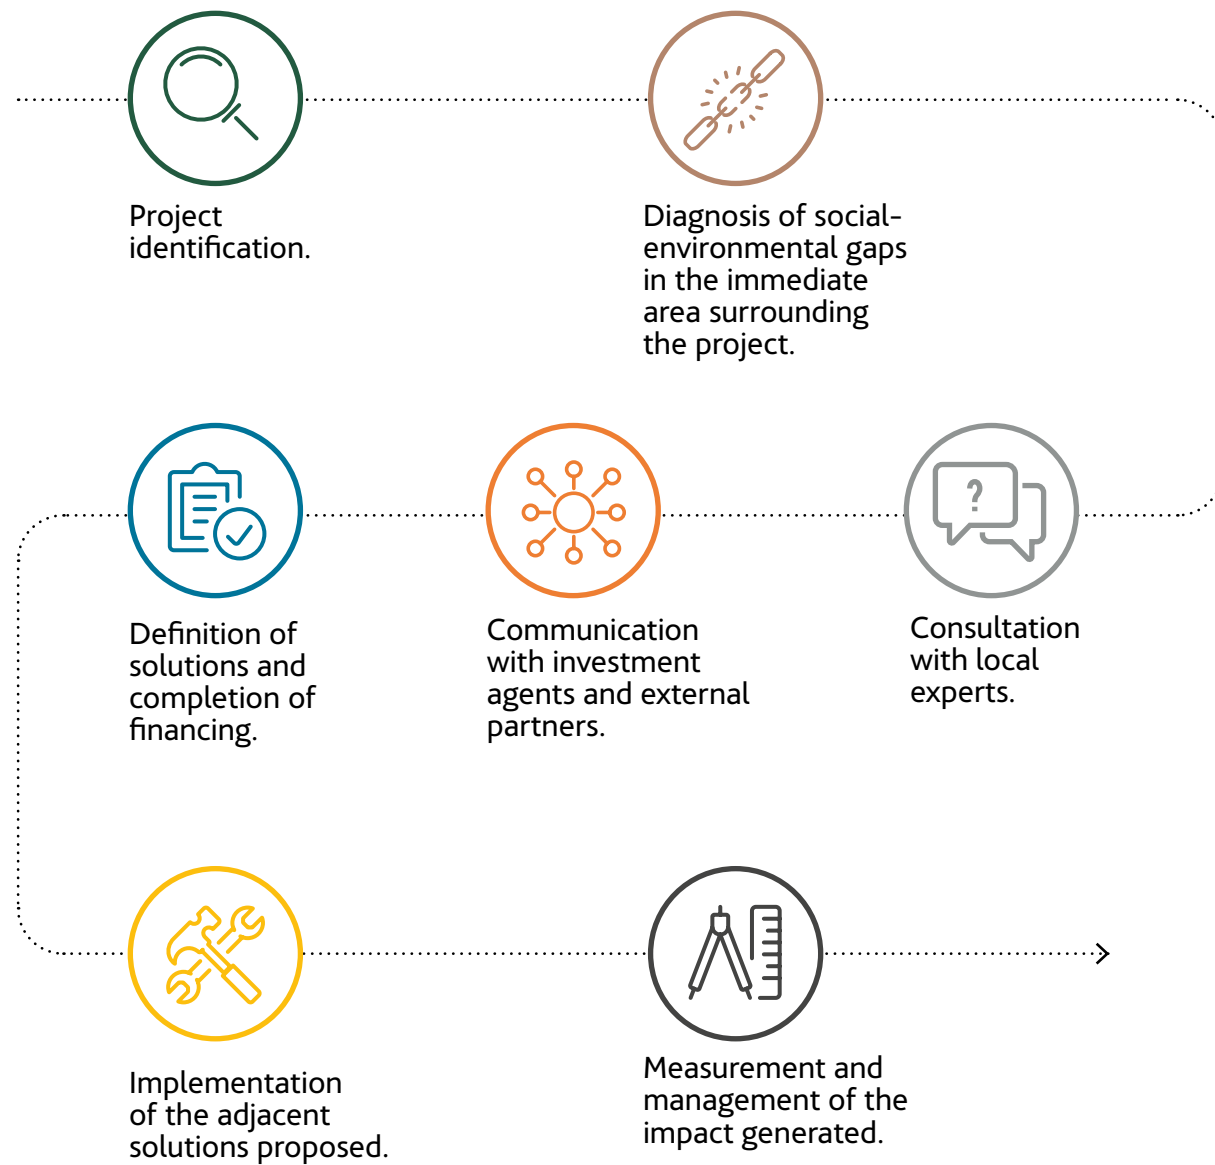 Project
identification.
Diagnosis of social-
environmental gaps
in the immediate
area surrounding
the project.
?
Consultation
with local
experts.
Communication
with investment
agents and external
partners.
Definition of
solutions and
completion of
financing.
Implementation
of the adjacent
solutions proposed.
Measurement and
management of the
impact generated.